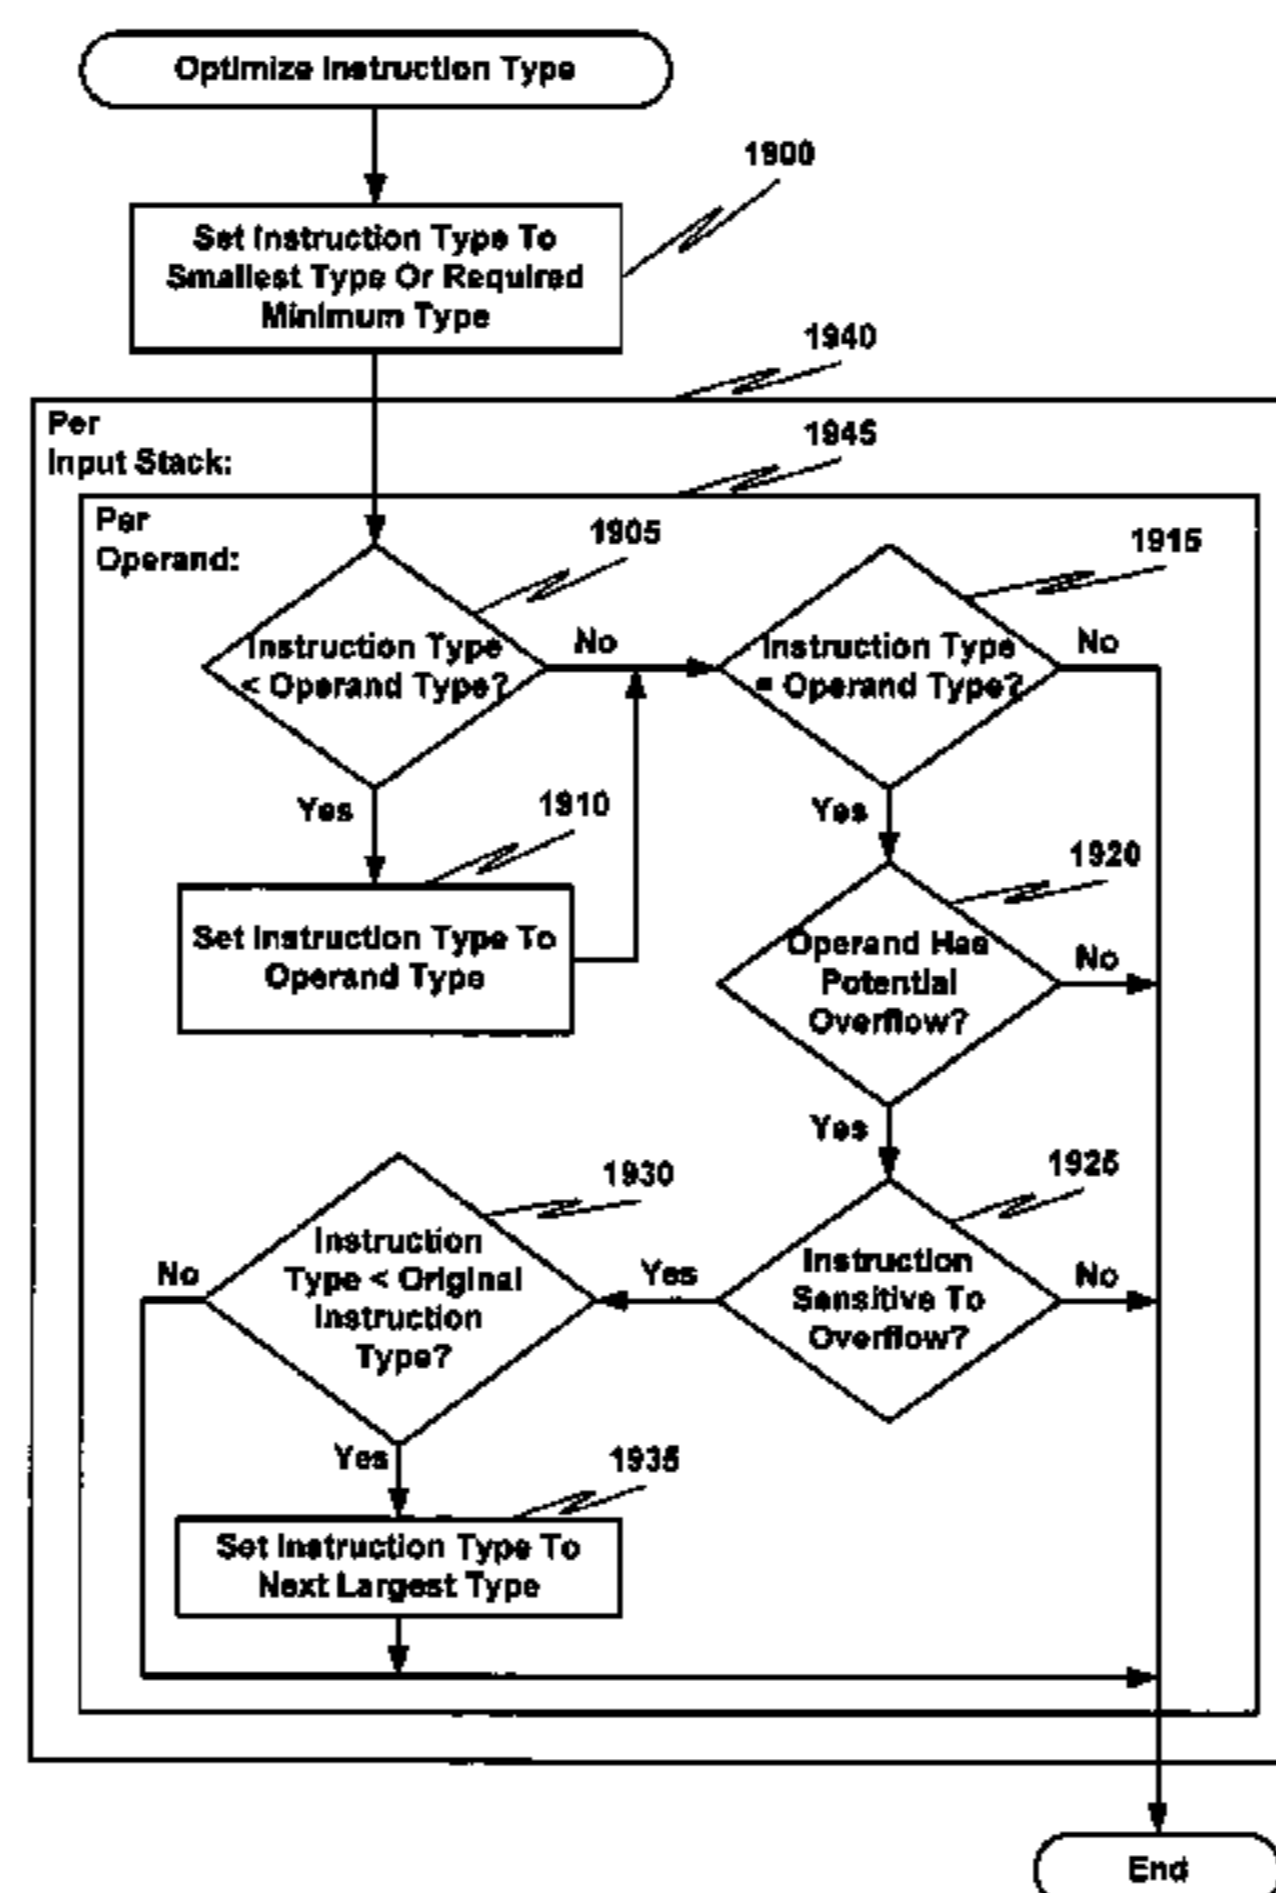 Optimize Instruction Type
1900
Set Instruction Type To
Smallest Type Or Required
Minimum Type
1940
Per
Input Stack:
1945
Per
Operand:
1905
1915
Instruction Type
< Operand Type?
No
Instruction Type
= Operand Type?
No
Yes
1910
Yes
1920
Set Instruction Type To
Operand Type
Operand Has
Potential
Overflow?
No
Yes
1930
1925
No
Instruction
Type < Original
Instruction
Type?
Yes
Instruction
Sensitive To
Overflow?
No
Yes
1935
Set Instruction Type To
Next Largest Type
End